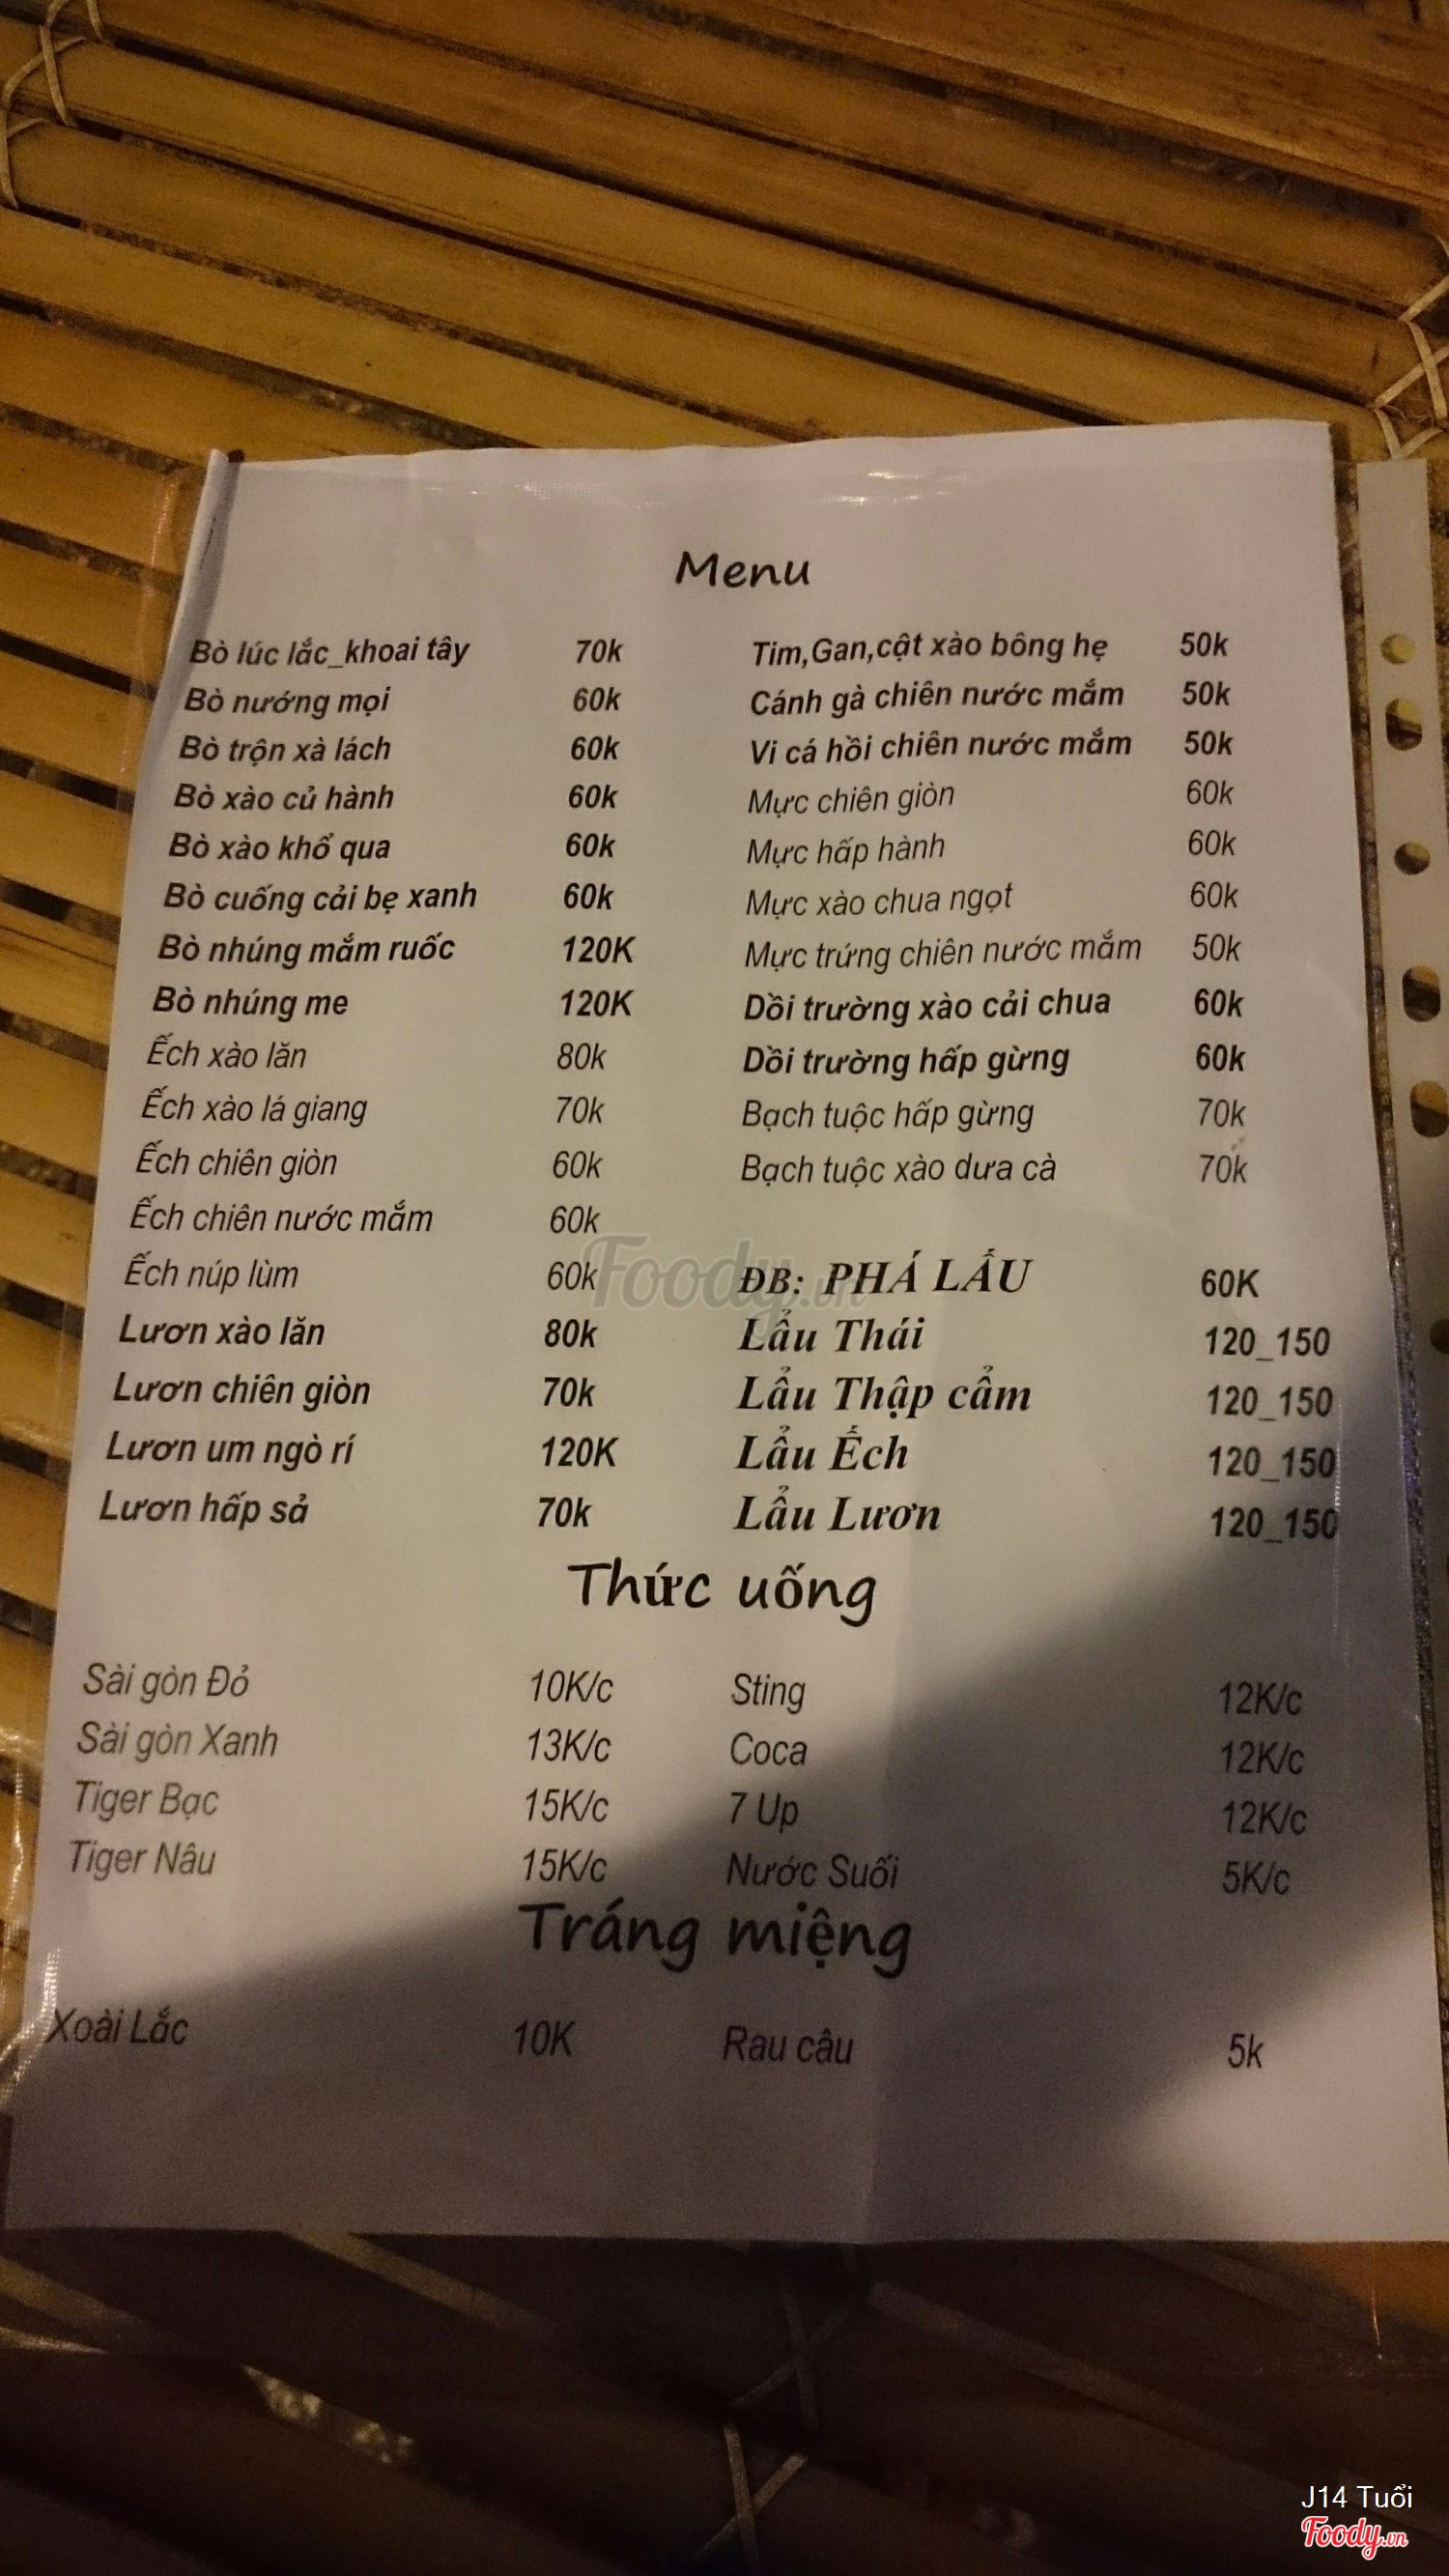 Menu
Bò lúc lắc_khoai tây 70k
Bò nướng mọi 60k
Bò trộn xà lách 60k
Bò xào củ hành 60k
Bò xào khổ qua 60k
Bò cuống cải bẹ xanh 60k
Bò nhúng mắm ruốc 120K
Bò nhúng me 120K
Ếch xào lăn 80k
Ếch xào lá giang 70k
Ếch chiên giòn 60k
Ếch chiên nước mắm 60k
Ếch núp lùm 60k
Lươn xào lăn 80k
Lươn chiên giòn 70k
Lươn um ngò rí 120K
Lươn hấp sả 70k
Tim,Gan,cật xào bông hẹ 50k
Cánh gà chiên nước mắm 50k
Vi cá hồi chiên nước mắm 50k
Mực chiên giòn 60k
Mực hấp hành 60k
Mực xào chua ngọt 60k
Mực trứng chiên nước mắm 50k
Dồi trường xào cải chua 60k
Dồi trường hấp gừng 60k
Bạch tuộc hấp gừng 70k
Bạch tuộc xào dưa cà 70k
ĐB: PHÁ LẤU 60K
Lẩu Thái 120_150
Lẩu Thập cẩm 120_150
Lẩu Ếch 120_150
Lẩu Lươn 120_150
Foody.vn
Thức uống
Sài gòn Đỏ 10K/c
Sài gòn Xanh 13K/c
Tiger Bạc 15K/c
Tiger Nâu 15K/c
Sting 12K/c
Coca 12K/c
7 Up 12K/c
Nước Suối 5K/c
Tráng miệng
Xoài Lắc 10K
Rau câu 5k
J14 Tuổi
Foody.vn